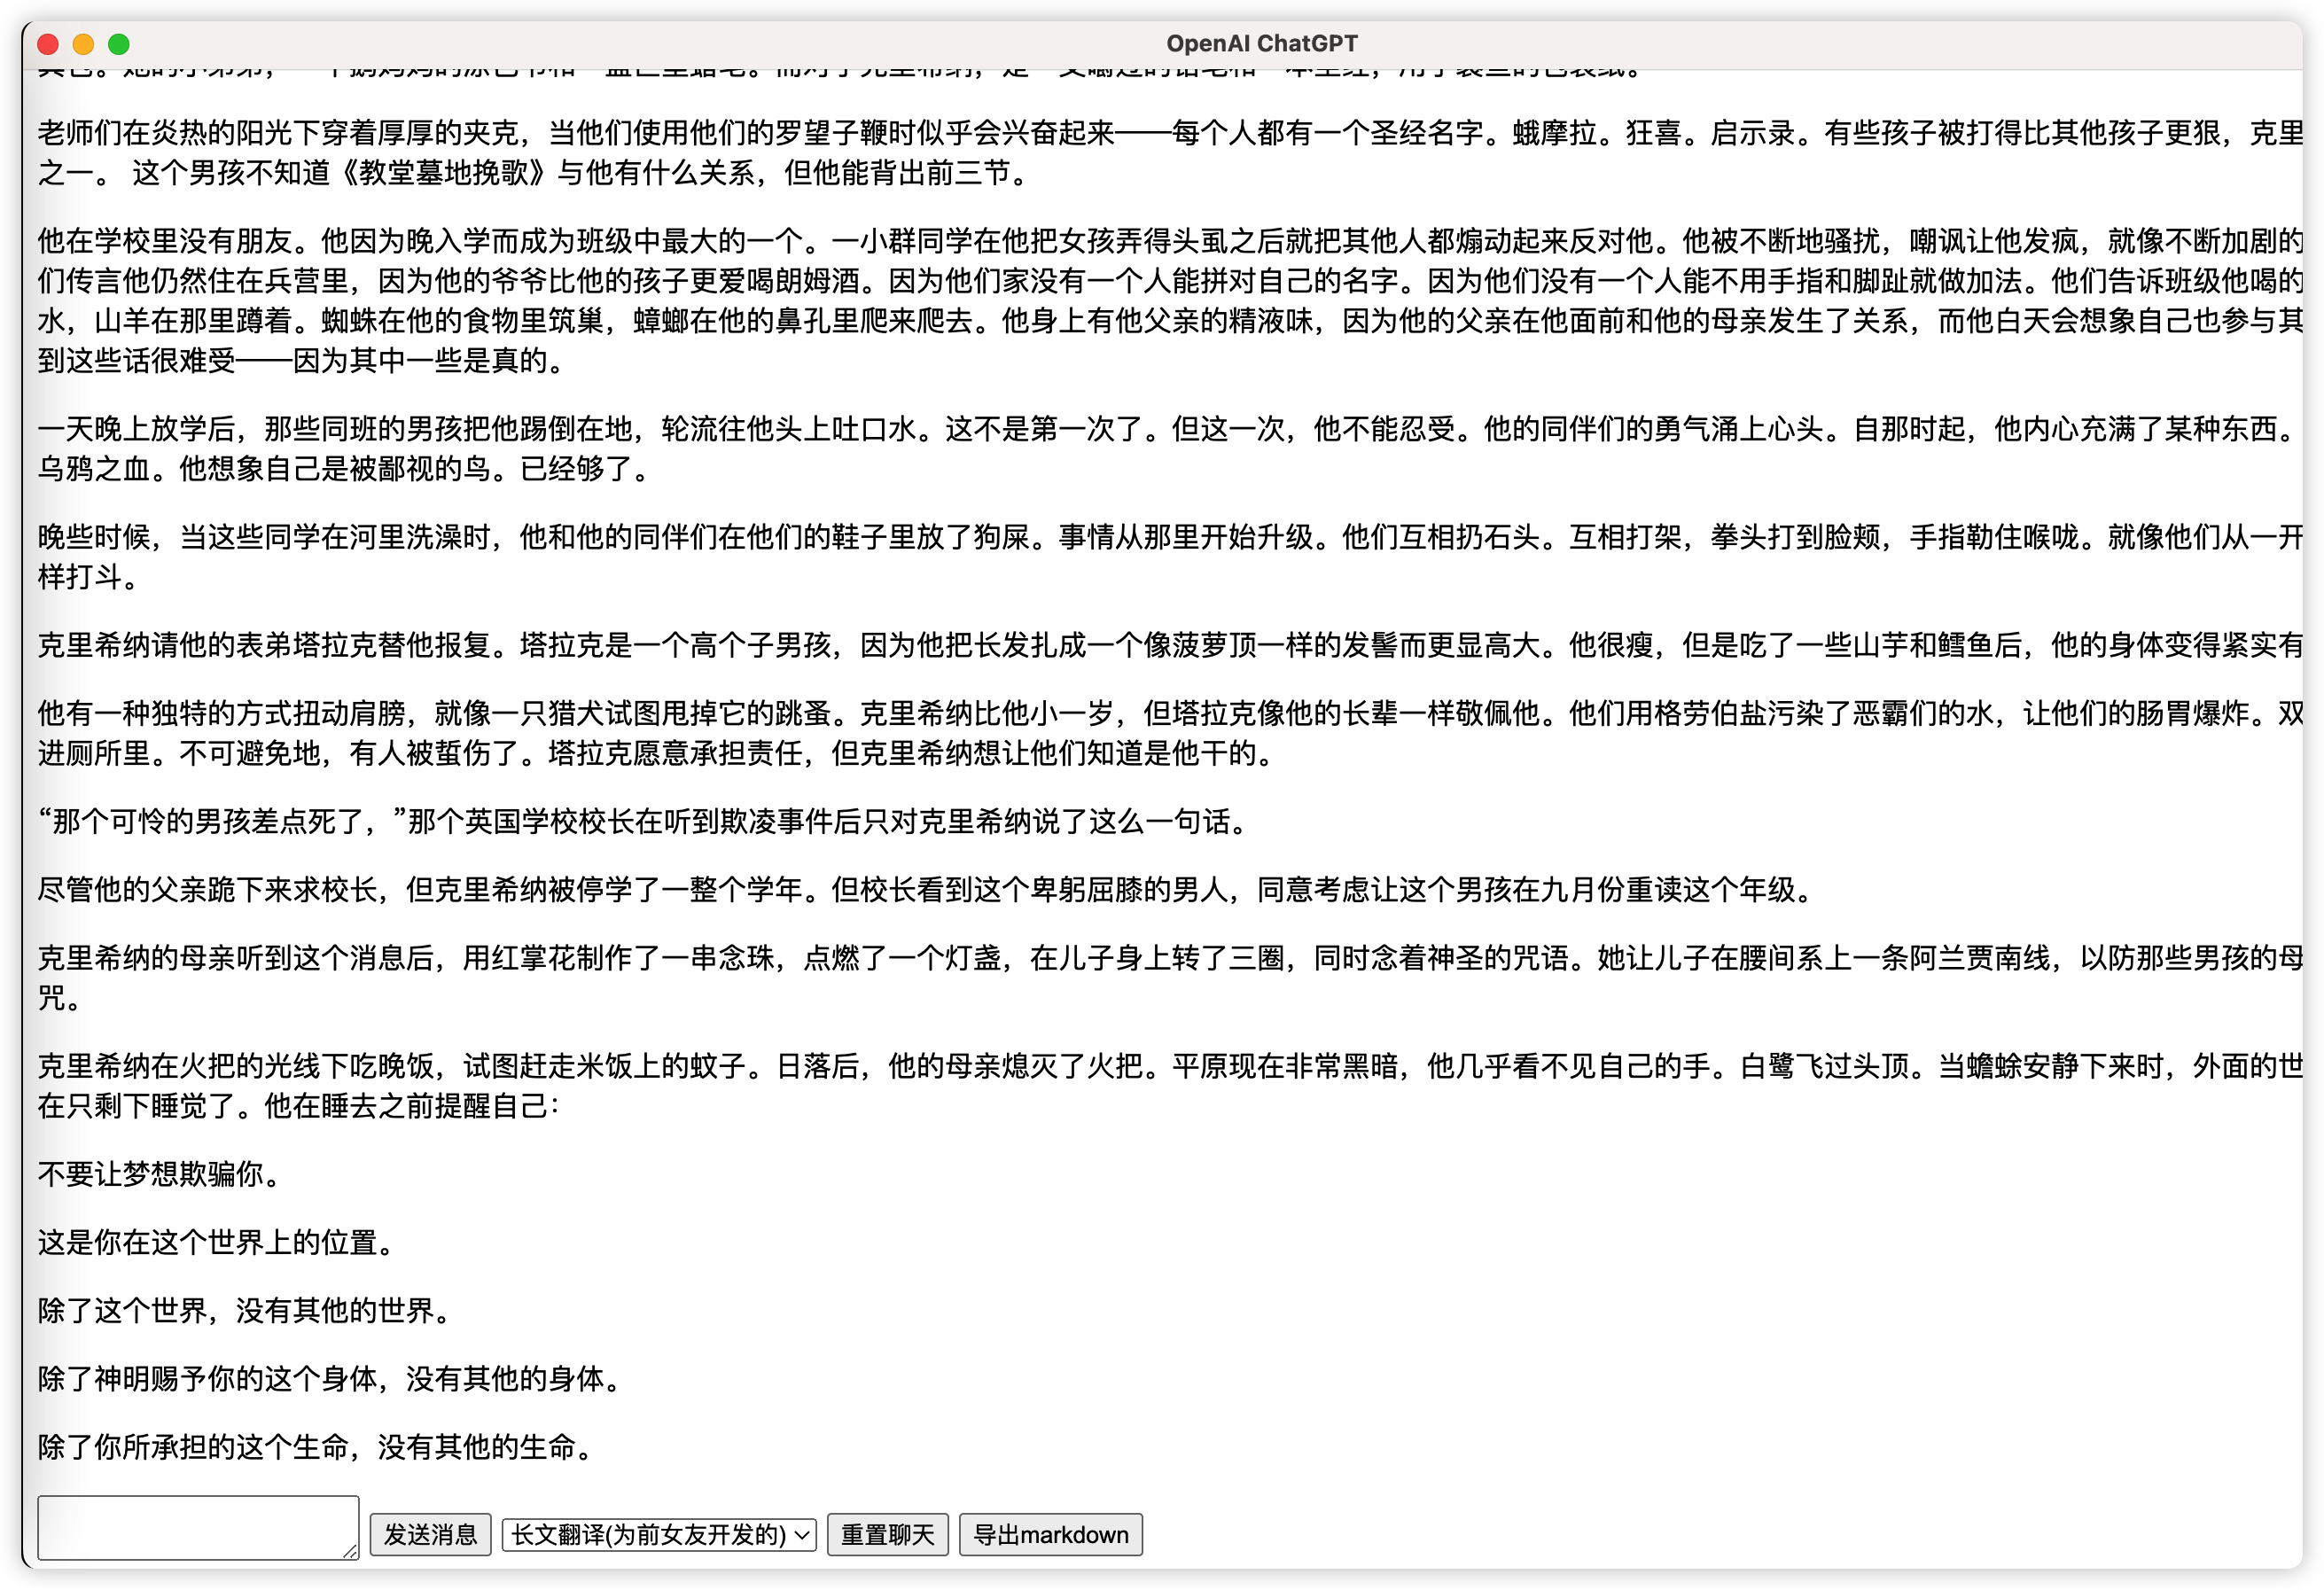 OpenAI ChatGPT
老师们在炎热的阳光下穿着厚厚的夹克，当他们使用他们的罗望子鞭时似乎会兴奋起来——每个人都有一个圣经名字。蛾摩拉。狂喜。启示录。有些孩子被打得比其他孩子更狠，克里
之一。 这个男孩不知道《教堂墓地挽歌》与他有什么关系，但他能背出前三节。
他在学校里没有朋友。他因为晚入学而成为班级中最大的一个。一小群同学在他把女孩弄得头虱之后就把其他人都煽动起来反对他。他被不断地骚扰，嘲讽让他发疯，就像不断加剧的
们传言他仍然住在兵营里，因为他的爷爷比他的孩子更爱喝朗姆酒。因为他们家没有一个人能拼对自己的名字。因为他们没有一个人能不用手指和脚趾就做加法。他们告诉班级他喝的
水，山羊在那里蹲着。蜘蛛在他的食物里筑巢，蟑螂在他的鼻孔里爬来爬去。他身上有他父亲的精液味，因为他的父亲在他面前和他的母亲发生了关系，而他白天会想象自己也参与其
到这些话很难受——因为其中一些是真的。
一天晚上放学后，那些同班的男孩把他踢倒在地，轮流往他头上吐口水。这不是第一次了。但这一次，他不能忍受。他的同伴们的勇气涌上心头。自那时起，他内心充满了某种东西。
乌鸦之血。他想象自己是被鄙视的鸟。已经够了。
晚些时候，当这些同学在河里洗澡时，他和他的同伴们在他们的鞋子里放了狗屎。事情从那里开始升级。他们互相扔石头。互相打架，拳头打到脸颊，手指勒住喉咙。就像他们从一开
样打斗。
克里希纳请他的表弟塔拉克替他报复。塔拉克是一个高个子男孩，因为他把长发扎成一个像菠萝顶一样的发髻而更显高大。他很瘦，但是吃了一些山芋和鳕鱼后，他的身体变得紧实有
他有一种独特的方式扭动肩膀，就像一只猎犬试图甩掉它的跳蚤。克里希纳比他小一岁，但塔拉克像他的长辈一样敬佩他。他们用格劳伯盐污染了恶霸们的水，让他们的肠胃爆炸。双
进厕所里。不可避免地，有人被蜇伤了。塔拉克愿意承担责任，但克里希纳想让他们知道是他干的。
“那个可怜的男孩差点死了，”那个英国学校校长在听到欺凌事件后只对克里希纳说了这么一句话。
尽管他的父亲跪下来求校长，但克里希纳被停学了一整个学年。但校长看到这个卑躬屈膝的男人，同意考虑让这个男孩在九月份重读这个年级。
克里希纳的母亲听到这个消息后，用红掌花制作了一串念珠，点燃了一个灯盏，在儿子身上转了三圈，同时念着神圣的咒语。她让儿子在腰间系上一条阿兰贾南线，以防那些男孩的母
咒。
克里希纳在火把的光线下吃晚饭，试图赶走米饭上的蚊子。日落后，他的母亲熄灭了火把。平原现在非常黑暗，他几乎看不见自己的手。白鹭飞过头顶。当蟾蜍安静下来时，外面的世
在只剩下睡觉了。他在睡去之前提醒自己：
不要让梦想欺骗你。
这是你在这个世界上的位置。
除了这个世界，没有其他的世界。
除了神明赐予你的这个身体，没有其他的身体。
除了你所承担的这个生命，没有其他的生命。
发送消息 长文翻译(为前女友开发的) 重置聊天 导出markdown